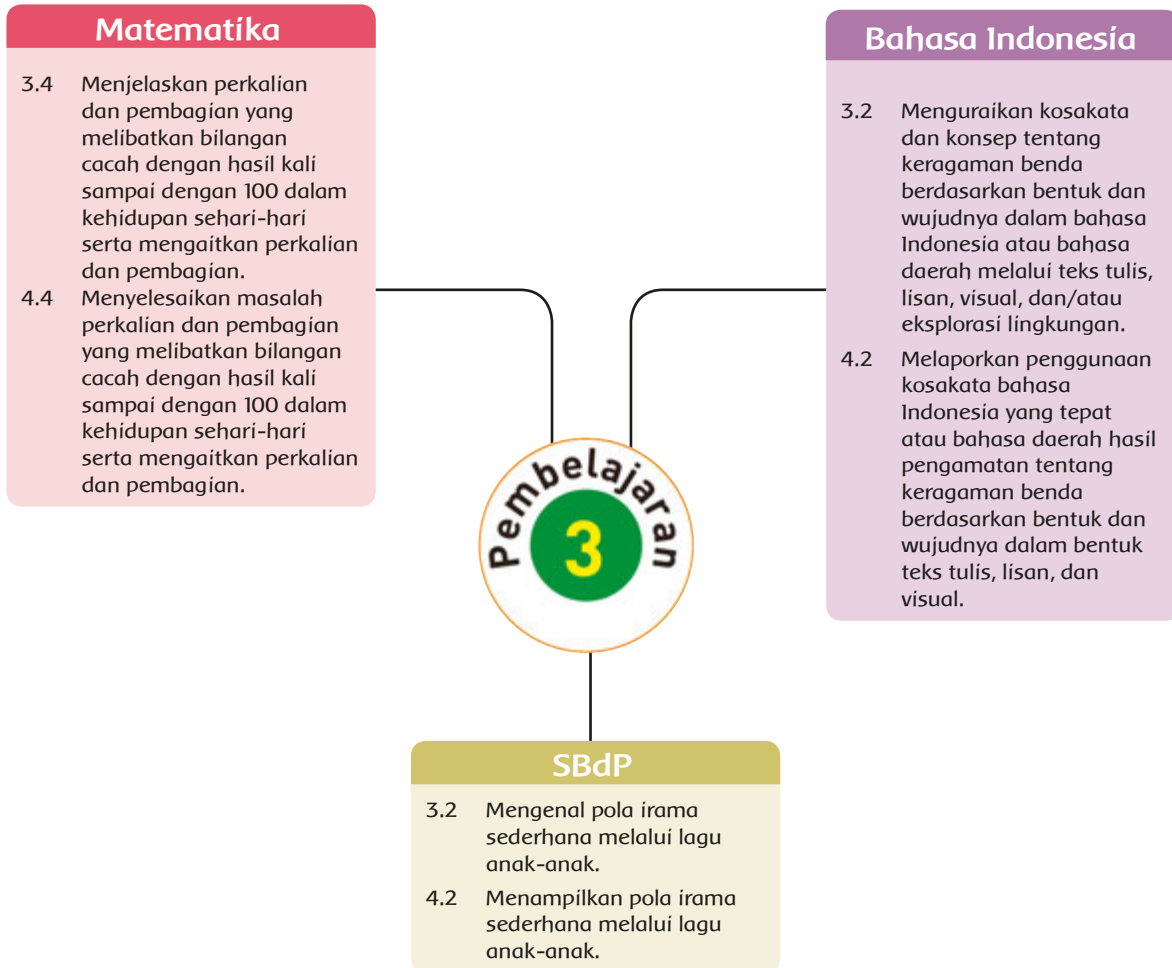 Matematika
3.4 Menjelaskan perkalian
dan pembagian yang
melibatkan bilangan
cacah dengan hasil kali
sampai dengan 100 dalam
kehidupan sehari-hari
serta mengaitkan perkalian
dan pembagian.
4.4 Menyelesaikan masalah
perkalian dan pembagian
yang melibatkan bilangan
cacah dengan hasil kali
sampai dengan 100 dalam
kehidupan sehari-hari
serta mengaitkan perkalian
dan pembagian.
Bahasa Indonesia
3.2 Menguraikan kosakata
dan konsep tentang
keragaman benda
berdasarkan bentuk dan
wujudnya dalam bahasa
Indonesia atau bahasa
daerah melalui teks tulis,
lisan, visual, dan/atau
eksplorasi lingkungan.
4.2 Melaporkan penggunaan
kosakata bahasa
Indonesia yang tepat
atau bahasa daerah hasil
pengamatan tentang
keragaman benda
berdasarkan bentuk dan
wujudnya dalam bentuk
teks tulis, lisan, dan
visual.
Pembelajaran
3
SBdP
3.2 Mengenal pola irama
sederhana melalui lagu
anak-anak.
4.2 Menampilkan pola irama
sederhana melalui lagu
anak-anak.